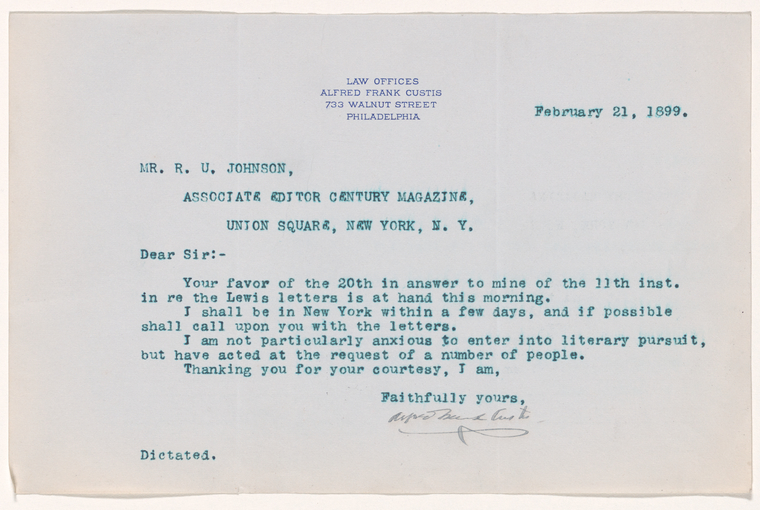 LAW OFFICES
ALFRED FRANK CUSTIS
733 WALNUT STREET
PHILADELPHIA
February 21, 1899.
MR. R. U. JOHNSON,
ASSOCIATE EDITOR CENTURY MAGAZINE,
UNION SQUARE, NEW YORK, N. Y.
Dear Sir:-
Your favor of the 20th in answer to mine of the 11th inst.
in re the Lewis letters is at hand this morning.
I shall be in New York within a few days, and if possible
shall call upon you with the letters.
I am not particularly anxious to enter into literary pursuit,
but have acted at the request of a number of people.
Thanking you for your courtesy, I am,
Faithfully yours,
Alfred Frank Custis
Dictated.